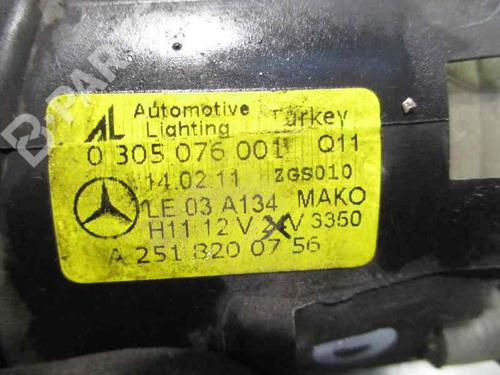 AL Automotive Lighting Turkey
0 305 076 001 Q11
14.02.11 ZGS010
LE 03 A134 MAKO
H11 12 V V 3350
A 251 820 07 56